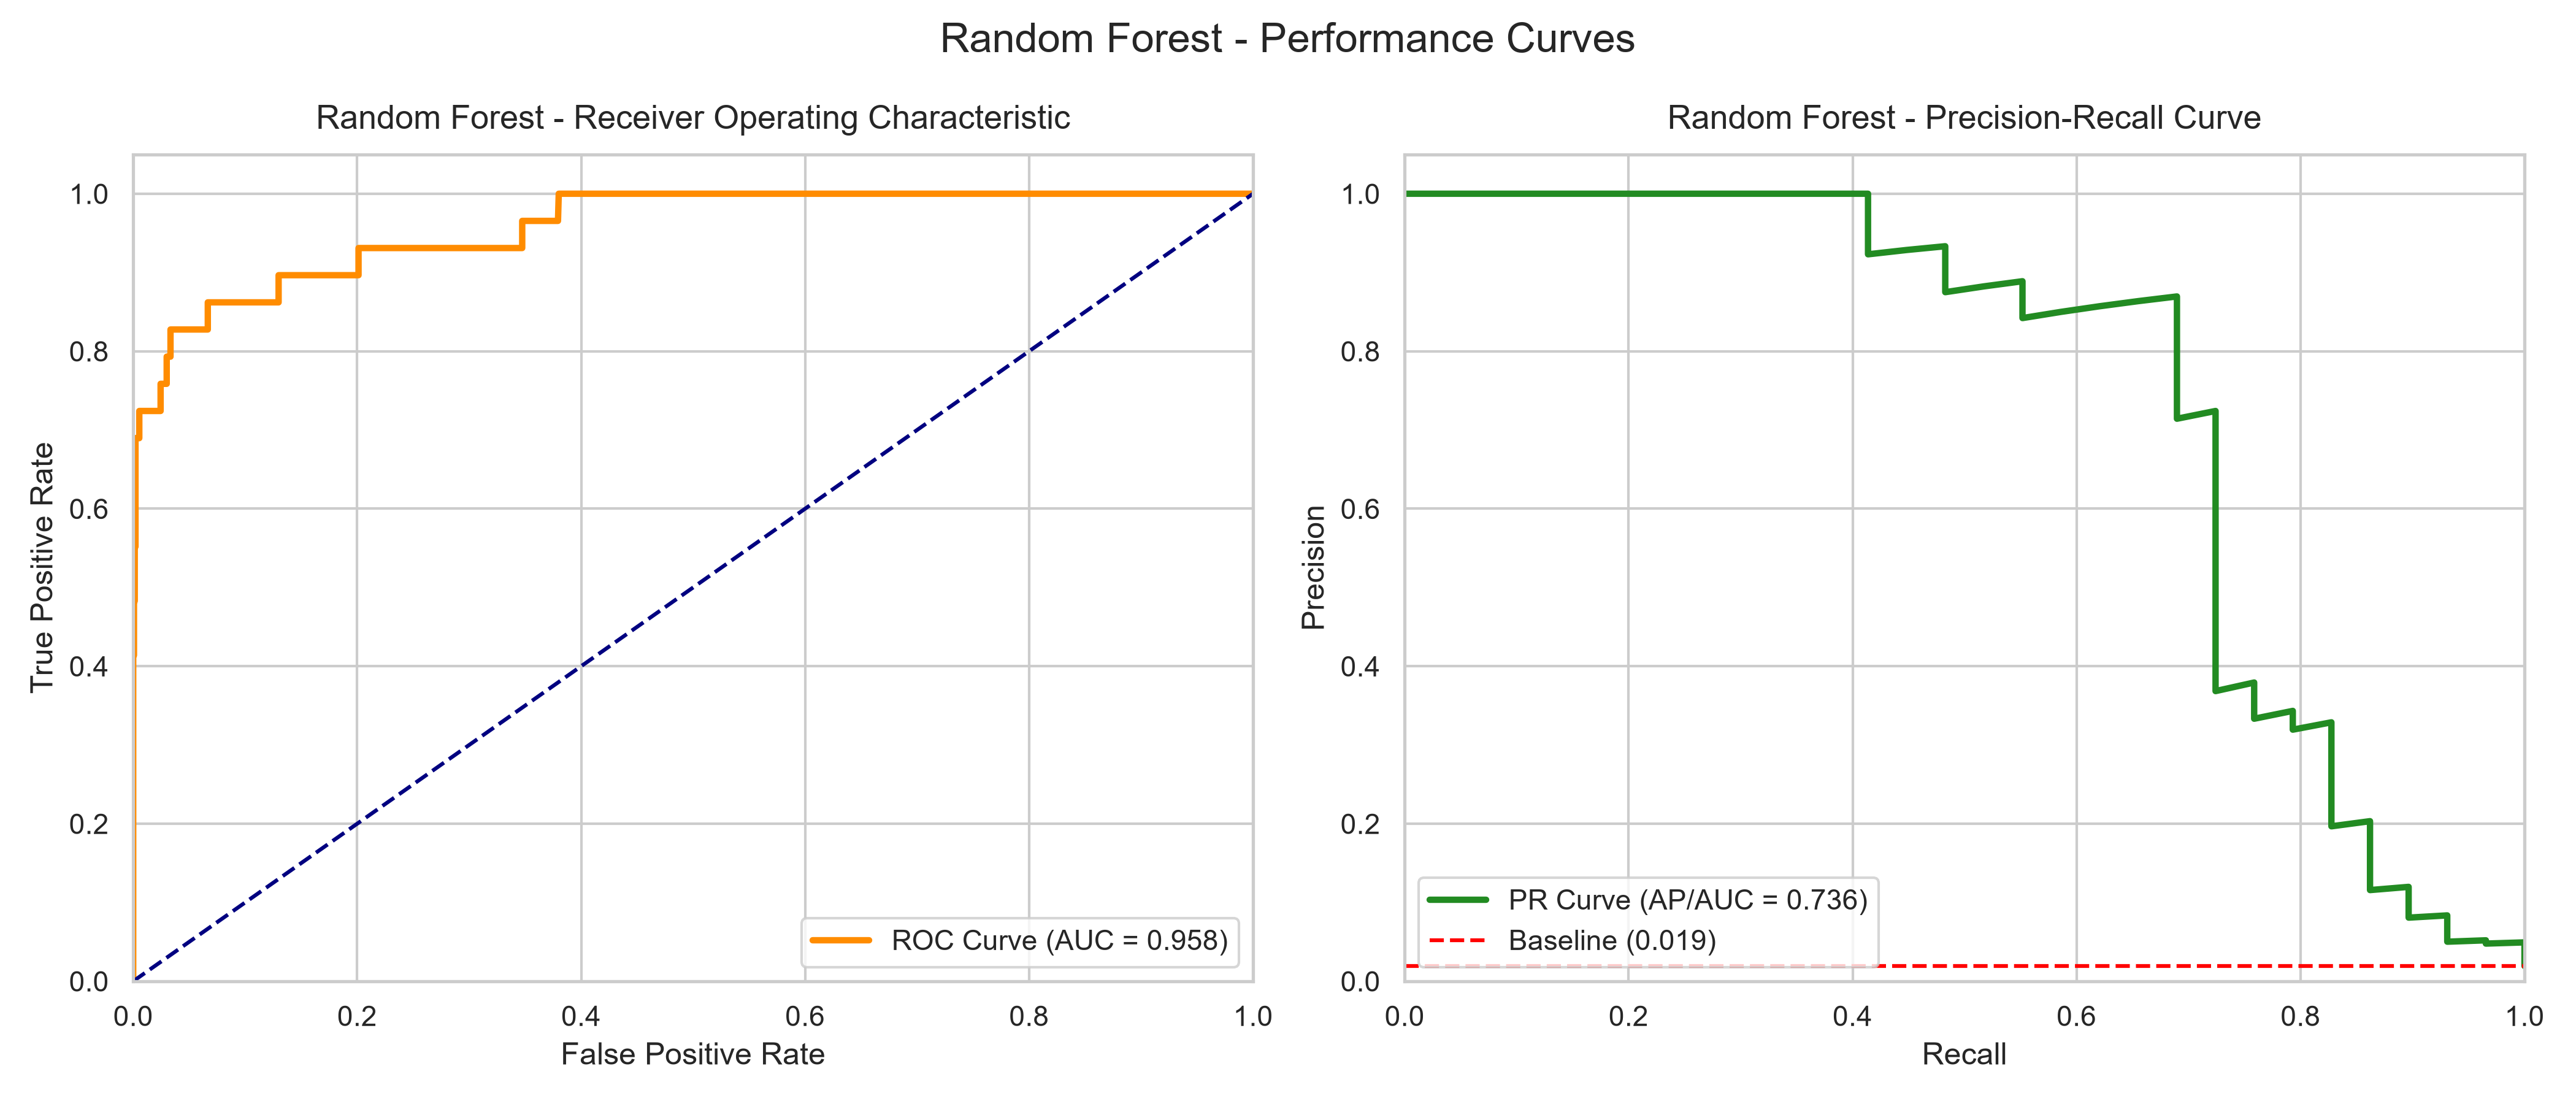 Random Forest - Performance Curves
Random Forest - Receiver Operating Characteristic
True Positive Rate
1.0
0.8
0.6
0.4
0.2
0.0
0.0 0.2 0.4 0.6 0.8 1.0
False Positive Rate
ROC Curve (AUC = 0.958)
Random Forest - Precision-Recall Curve
Precision
1.0
0.8
0.6
0.4
0.2
0.0
0.0 0.2 0.4 0.6 0.8 1.0
Recall
PR Curve (AP/AUC = 0.736)
Baseline (0.019)